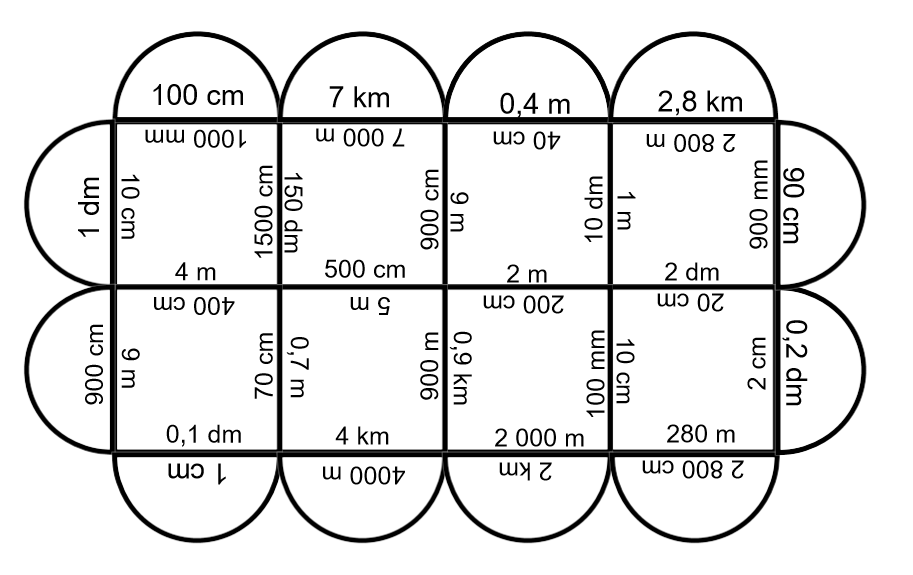 100 cm
7 km
0,4 m
2,8 km
1000 mm
7 000 m
40 cm
2 800 m
1 dm
10 cm
1500 cm
150 dm
900 cm
9 m
10 dm
1 m
900 mm
90 cm
4 m
500 cm
2 m
2 dm
400 cm
5 m
200 cm
20 cm
900 cm
9 m
70 cm
0,7 m
900 m
0,9 km
100 mm
10 cm
2 cm
0,2 dm
0,1 dm
4 km
2 000 m
280 m
1 cm
4000 m
2 km
2 800 cm